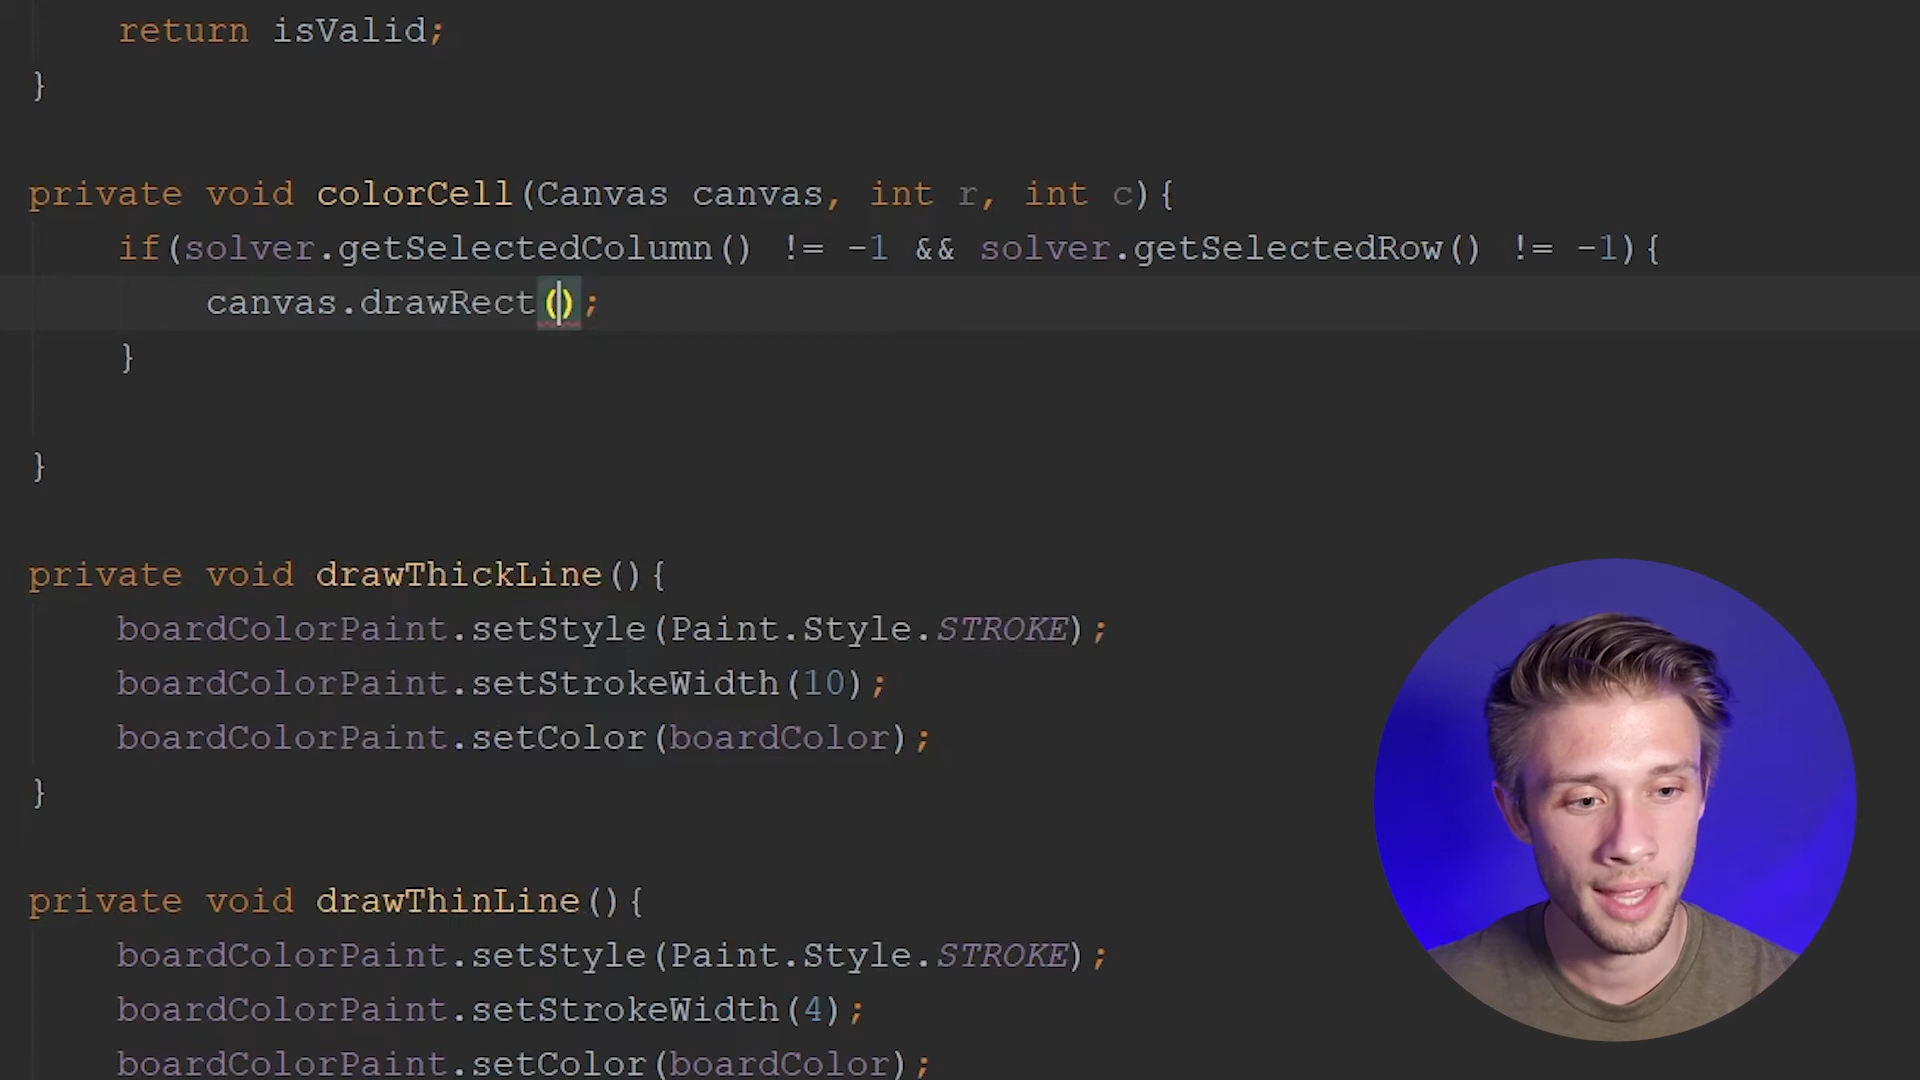 return isValid;
}
private void colorCell(Canvas canvas, int r, int c){
if(solver.getSelectedColumn() != -1 && solver.getSelectedRow() != -1){
canvas.drawRect();
}
}
private void drawThickLine(){
boardColorPaint.setStyle(Paint.Style.STROKE);
boardColorPaint.setStrokeWidth(10);
boardColorPaint.setColor(boardColor);
}
private void drawThinLine(){
boardColorPaint.setStyle(Paint.Style.STROKE);
boardColorPaint.setStrokeWidth(4);
boardColorPaint.setColor(boardColor);